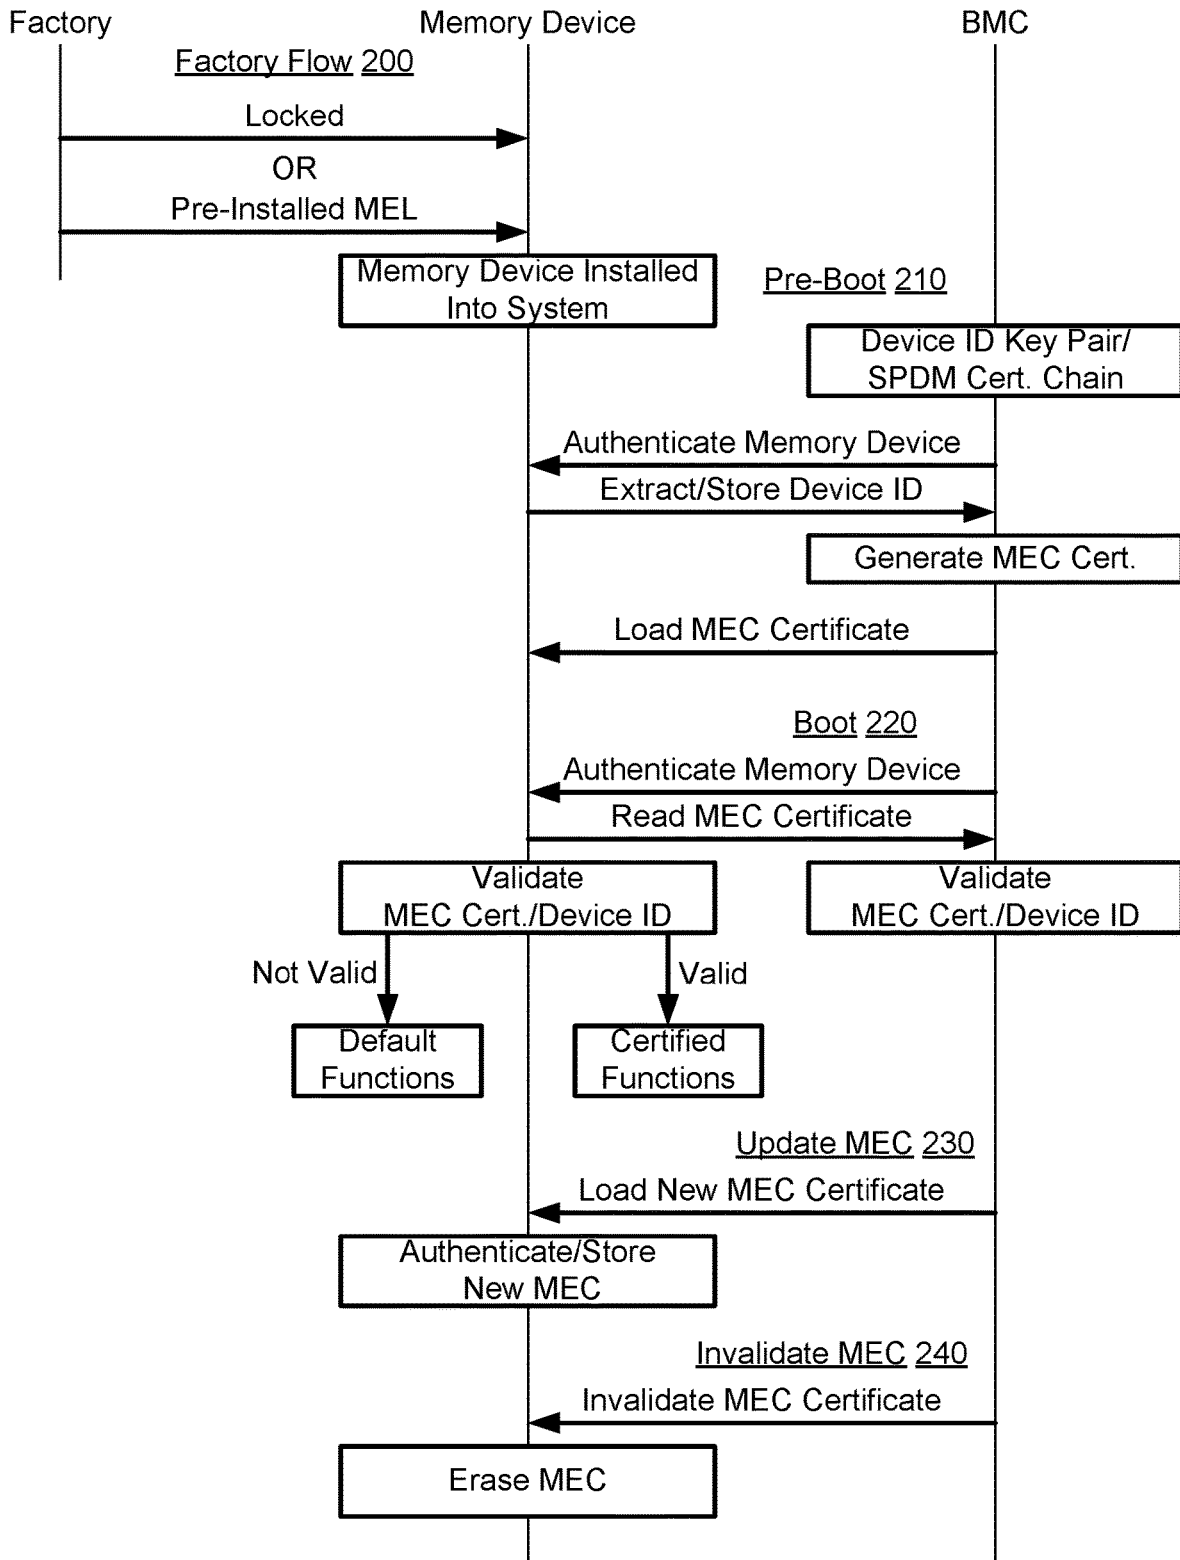 Factory
Memory Device
BMC
Factory Flow 200
Locked
OR
Pre-Installed MEL
Memory Device Installed
Into System
Pre-Boot 210
Device ID Key Pair/
SPDM Cert. Chain
Authenticate Memory Device
Extract/Store Device ID
Generate MEC Cert.
Load MEC Certificate
Boot 220
Authenticate Memory Device
Read MEC Certificate
Validate
MEC Cert./Device ID
Validate
MEC Cert./Device ID
Not Valid
Valid
Default
Functions
Certified
Functions
Update MEC 230
Load New MEC Certificate
Authenticate/Store
New MEC
Invalidate MEC 240
Invalidate MEC Certificate
Erase MEC